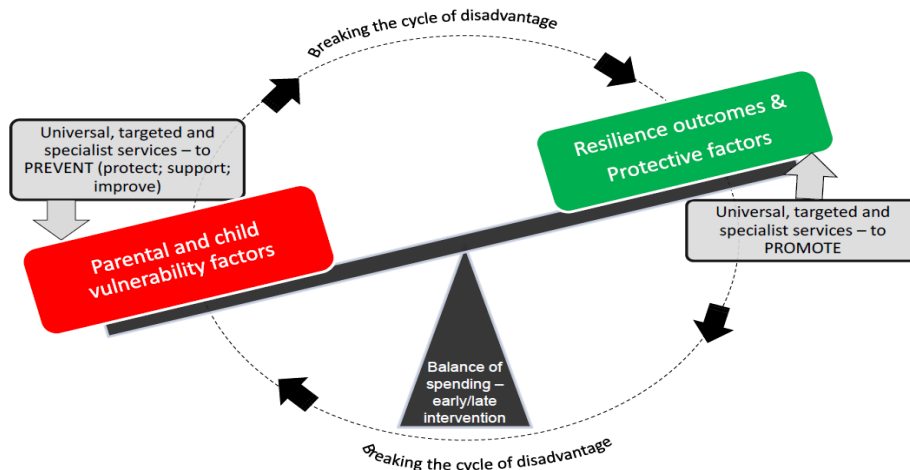 Breaking the cycle of disadvantage
Universal, targeted and
specialist services – to
PREVENT (protect; support;
improve)
Resilience outcomes &
Protective factors
Parental and child
vulnerability factors
Universal, targeted and
specialist services – to
PROMOTE
Balance of
spending –
early/late
intervention
Breaking the cycle of disadvantage